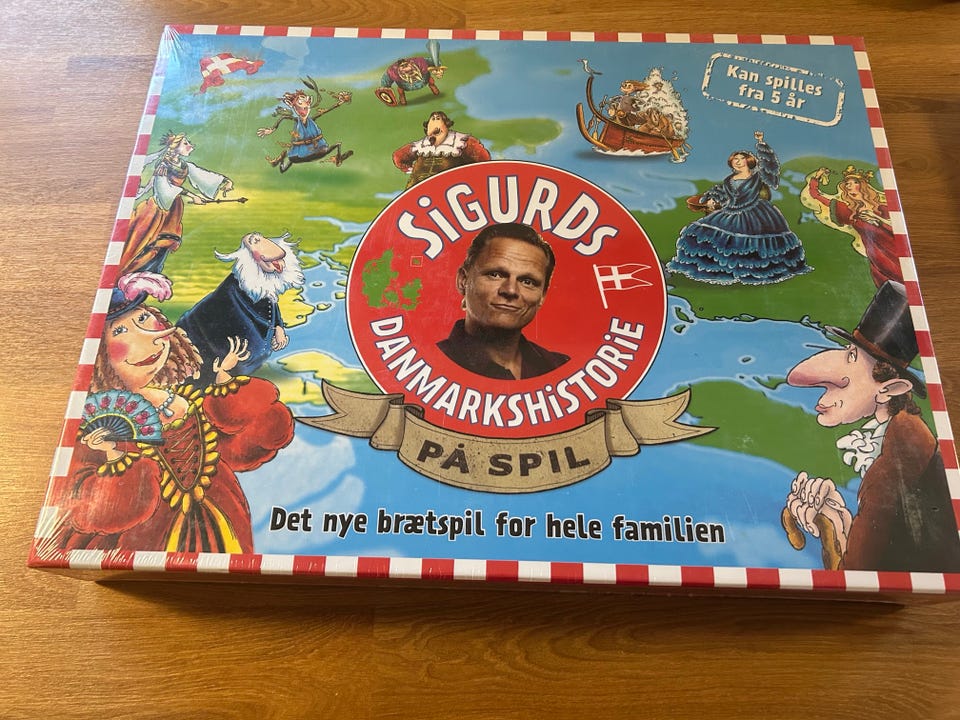 Kan spilles
fra 5 år
SiGURDS
DANMARKSHiSTORiE
PÅ SPIL
Det nye brætspil for hele familien